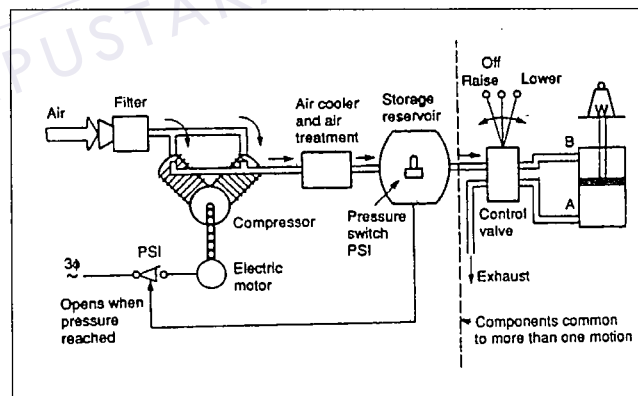 PUSTAKA
Air
Filter
Air cooler
and air
treatment
Storage
reservoir
Off
Raise
Lower
B
A
Control
valve
Exhaust
Pressure
switch
PSI
Compressor
Electric
motor
PSI
3ϕ
~
Opens when
pressure
reached
Components common
to more than one motion